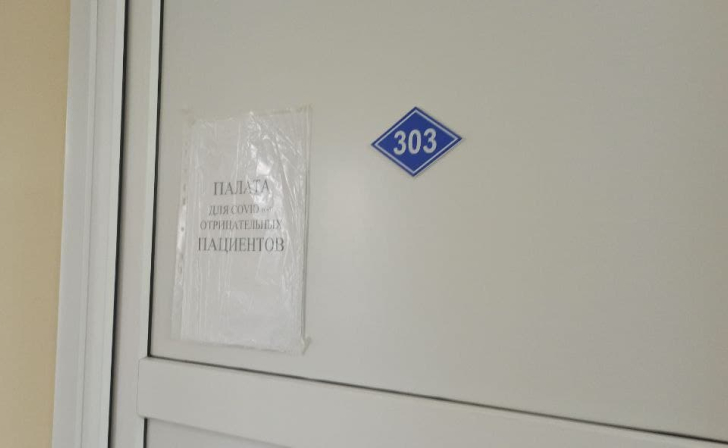 ПАЛАТА
ДЛЯ COVID –
ОТРИЦАТЕЛЬНЫХ
ПАЦИЕНТОВ
303